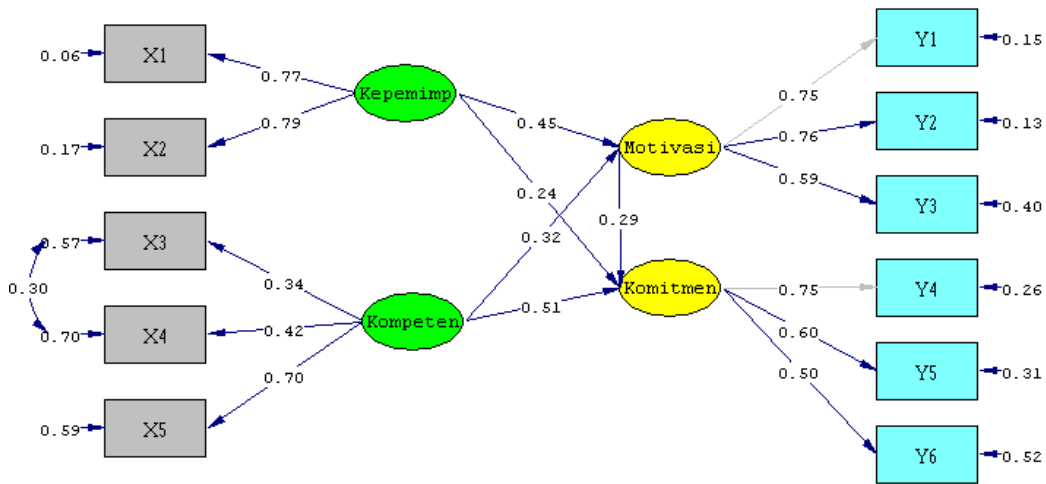 0.06
X1
0.77
Kepemimp
0.17
X2
0.79
0.57
X3
0.34
0.30
0.70
X4
0.42
Kompeten
0.59
X5
0.70
0.45
0.24
0.32
0.51
Motivasi
0.29
Komitmen
0.75
Y1
0.15
0.76
Y2
0.13
0.59
Y3
0.40
0.75
Y4
0.26
0.60
Y5
0.31
0.50
Y6
0.52